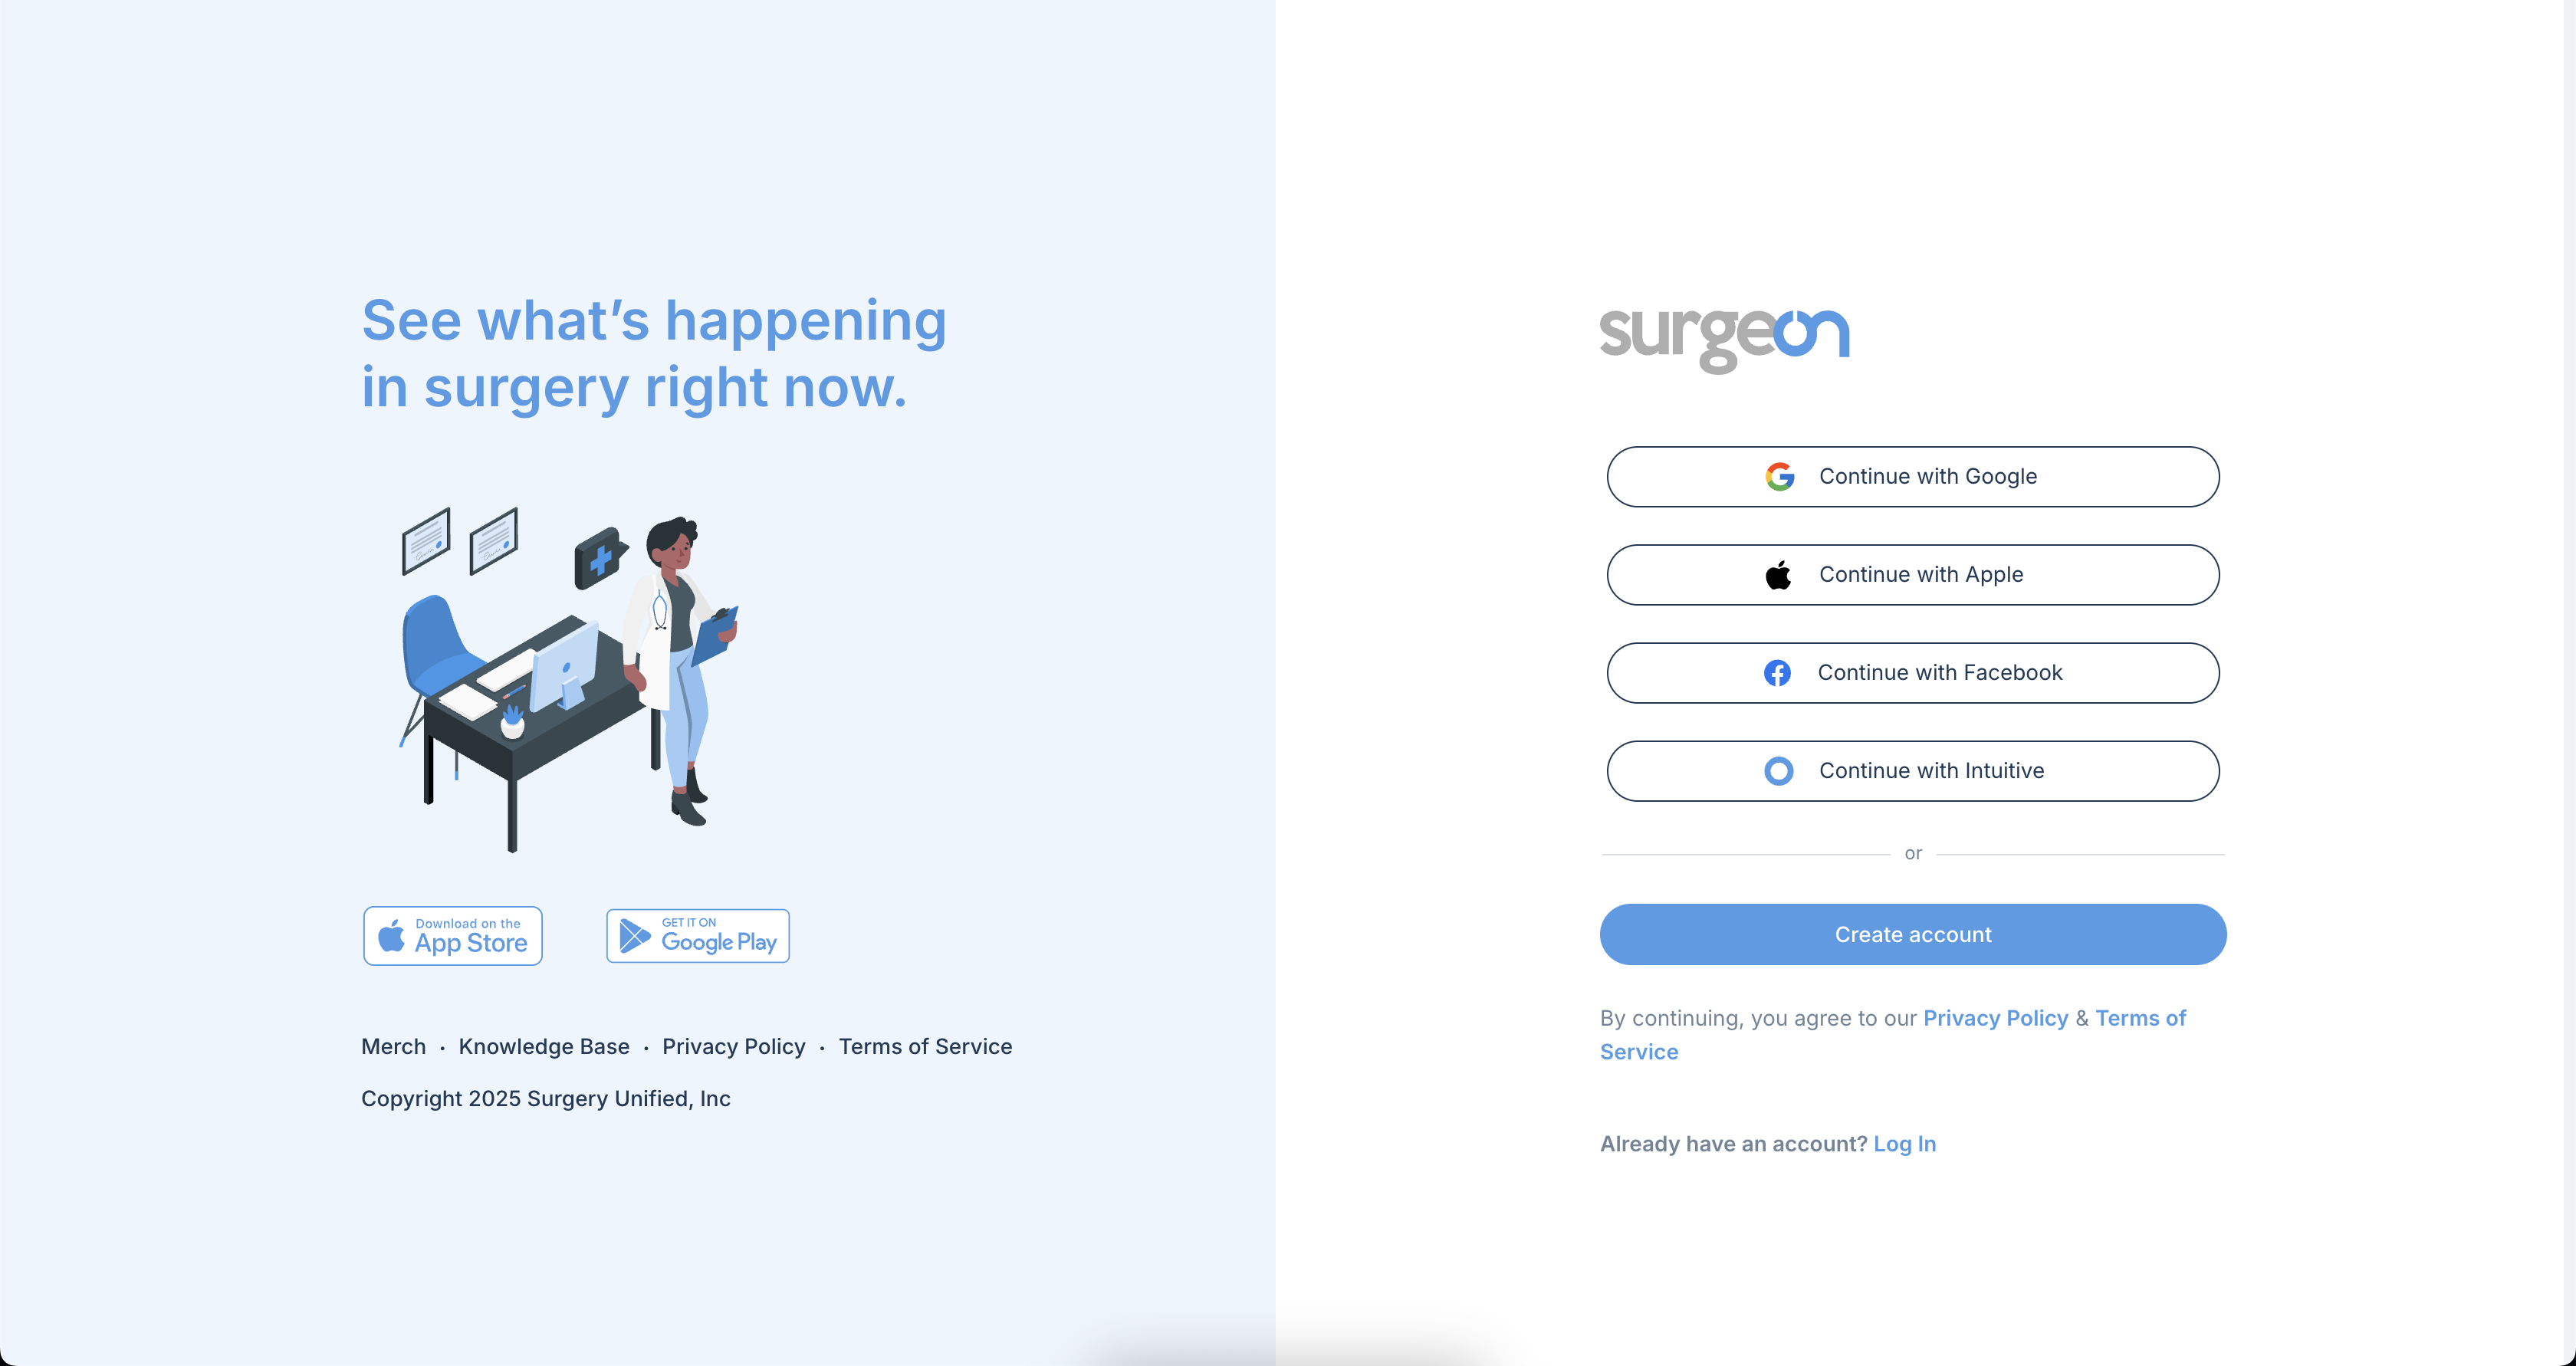 See what’s happening
in surgery right now.
Download on the
App Store
GET IT ON
Google Play
Merch · Knowledge Base · Privacy Policy · Terms of Service
Copyright 2025 Surgery Unified, Inc
surgeon
Continue with Google
Continue with Apple
Continue with Facebook
Continue with Intuitive
or
Create account
By continuing, you agree to our Privacy Policy & Terms of
Service
Already have an account? Log In